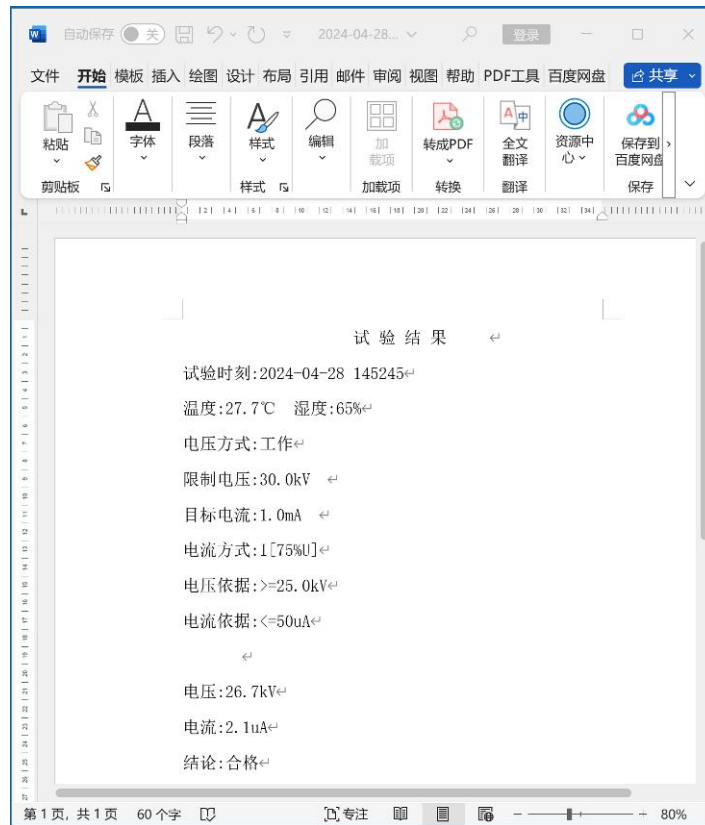 自动保存 关 2024-04-28... 登录
文件 开始 模板 插入 绘图 设计 布局 引用 邮件 审阅 视图 帮助 PDF工具 百度网盘 共享
粘贴 字体 段落 样式 编辑 加载项 转成PDF 全文翻译 资源中心 保存到百度网盘
剪贴板 样式 加载项 转换 翻译 保存
试 验 结 果
试验时刻:2024-04-28 145245
温度:27.7℃ 湿度:65%
电压方式:工作
限制电压:30.0kV
目标电流:1.0mA
电流方式:1[75%U]
电压依据:>=25.0kV
电流依据:<=50uA
电压:26.7kV
电流:2.1uA
结论:合格
第1页, 共1页 60个字 专注 80%